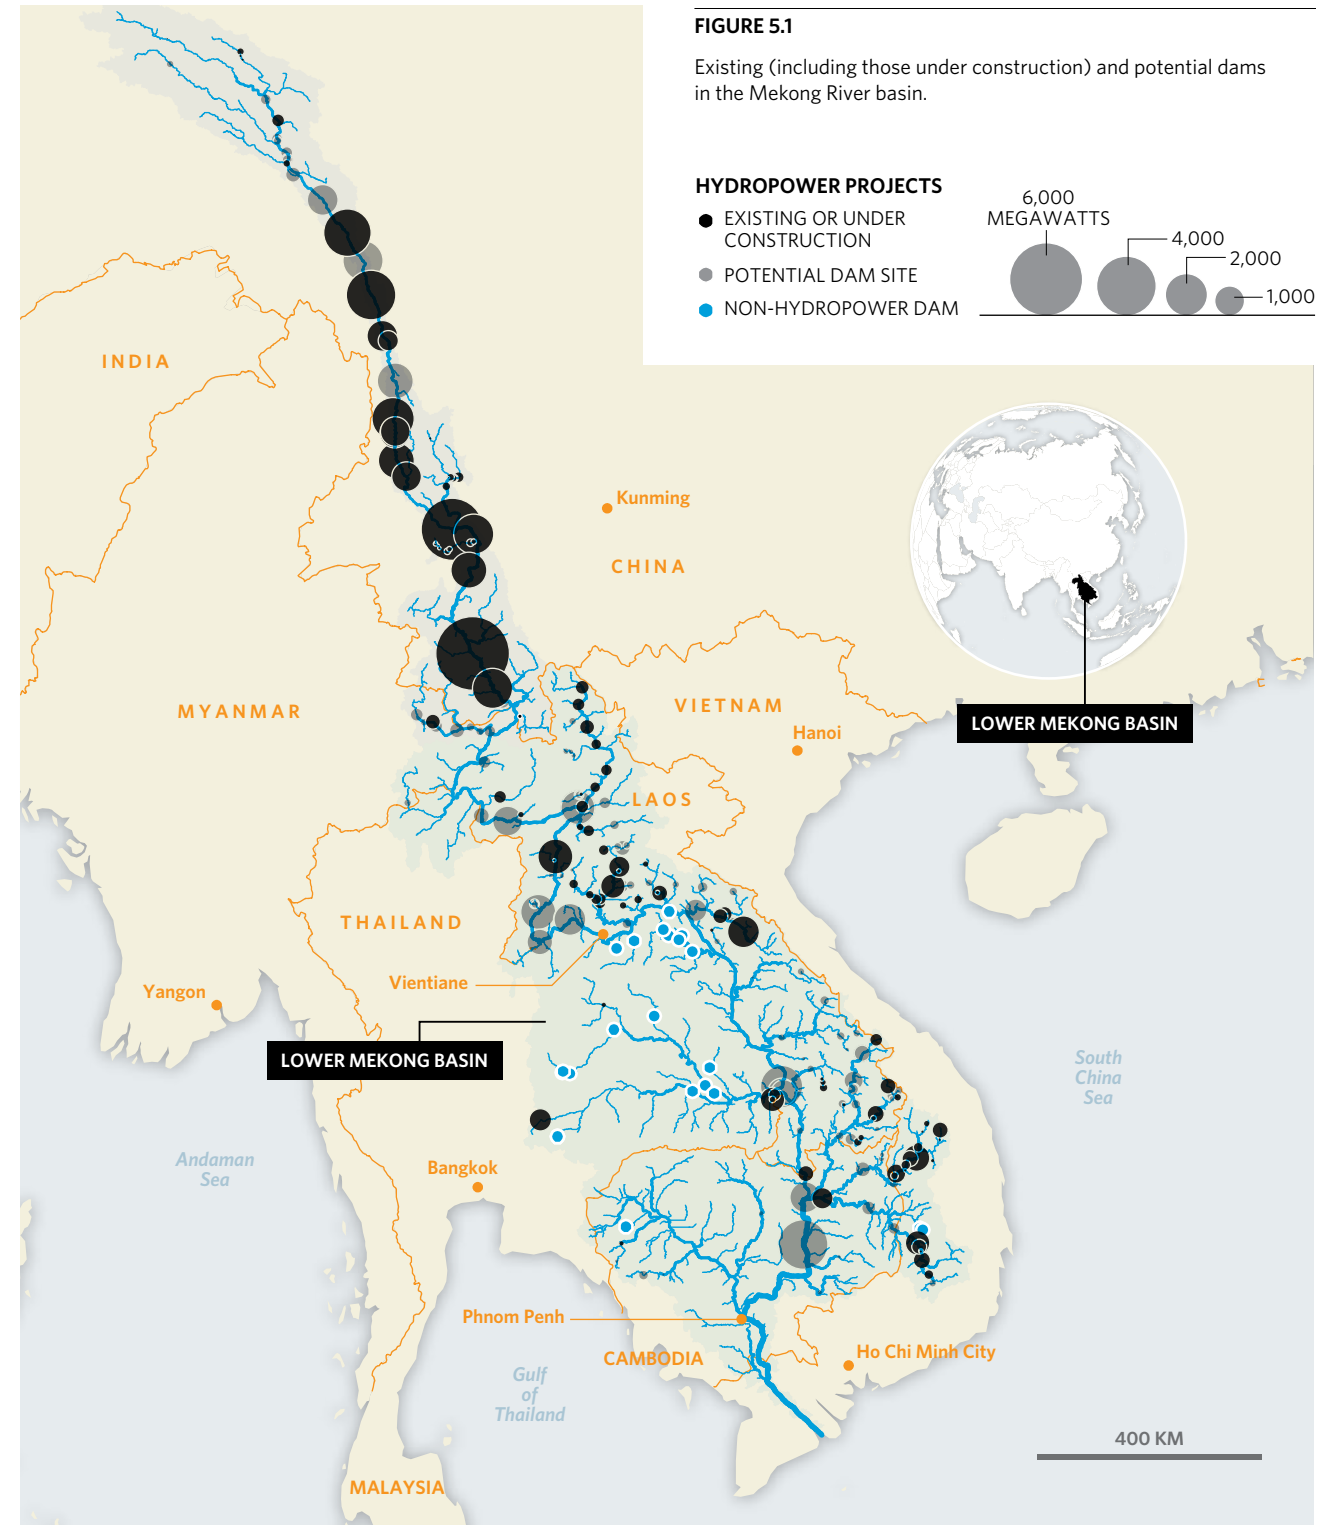 FIGURE 5.1
Existing (including those under construction) and potential dams
in the Mekong River basin.
HYDROPOWER PROJECTS
EXISTING OR UNDER
CONSTRUCTION
POTENTIAL DAM SITE
NON-HYDROPOWER DAM
6,000
MEGAWATTS
4,000
2,000
1,000
INDIA
Kunming
CHINA
MYANMAR
VIETNAM
Hanoi
LOWER MEKONG BASIN
LAOS
THAILAND
Vientiane
Yangon
LOWER MEKONG BASIN
South
China
Sea
Andaman
Sea
Bangkok
Phnom Penh
CAMBODIA
Ho Chi Minh City
Gulf
of
Thailand
400 KM
MALAYSIA